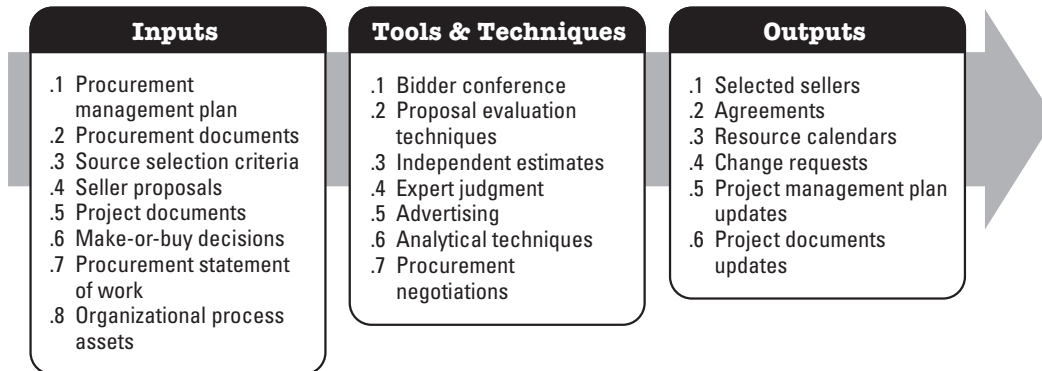 Inputs
.1 Procurement
management plan
.2 Procurement documents
.3 Source selection criteria
.4 Seller proposals
.5 Project documents
.6 Make-or-buy decisions
.7 Procurement statement
of work
.8 Organizational process
assets
Tools & Techniques
.1 Bidder conference
.2 Proposal evaluation
techniques
.3 Independent estimates
.4 Expert judgment
.5 Advertising
.6 Analytical techniques
.7 Procurement
negotiations
Outputs
.1 Selected sellers
.2 Agreements
.3 Resource calendars
.4 Change requests
.5 Project management plan
updates
.6 Project documents
updates